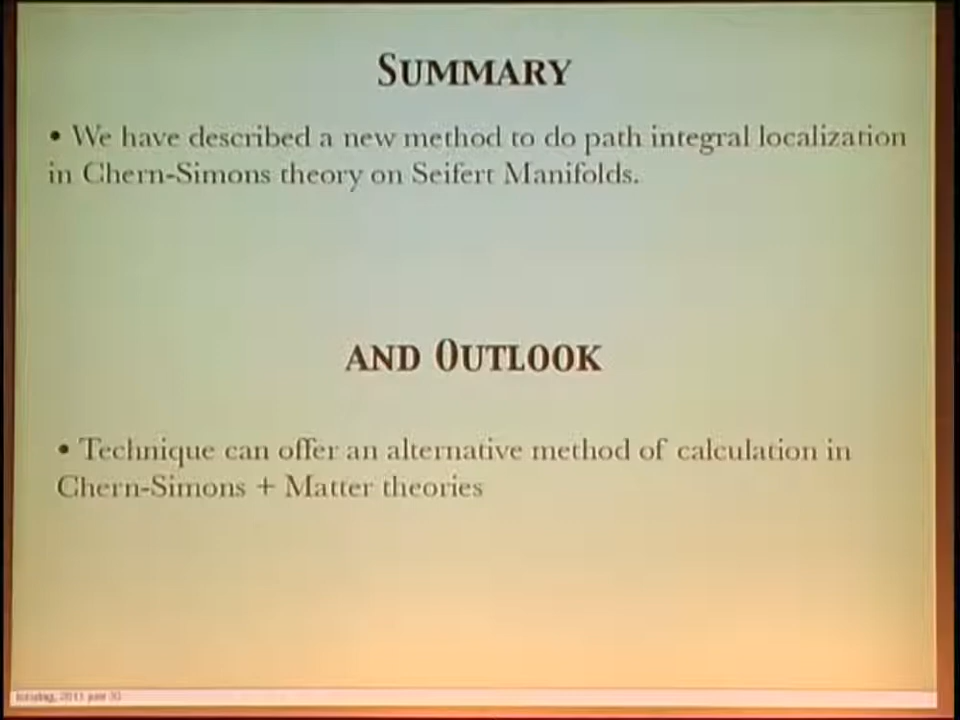 SUMMARY
• We have described a new method to do path integral localization
in Chern-Simons theory on Seifert Manifolds.
AND OUTLOOK
• Technique can offer an alternative method of calculation in
Chern-Simons + Matter theories
2011